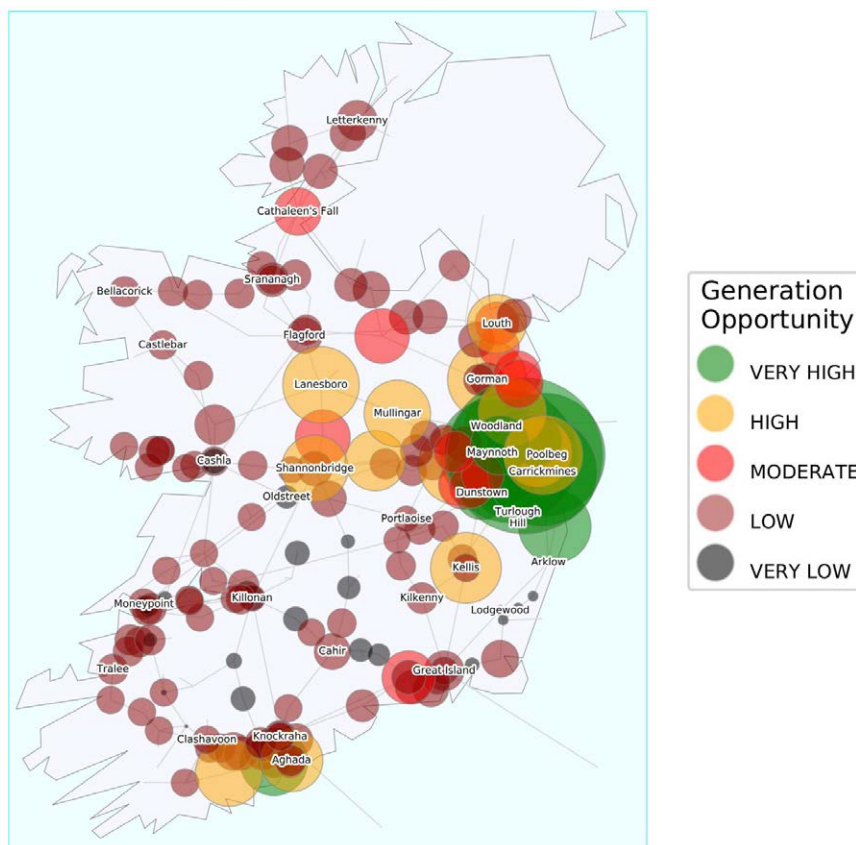 Letterkenny
Cathaleen's Fall
Srananagh
Bellacorick
Flagford
Louth
Castlebar
Lanesboro
Gorman
Mullingar
Woodland
Maynnoth
Poolbeg
Cashla
Shannonbridge
Carrickmines
Oldstreet
Dunstown
Portlaoise
Turlough
Hill
Arklow
Kellis
Moneypoint
Killonan
Kilkenny
Lodgewood
Cahir
Tralee
Great Island
Clashavoon
Knockraha
Aghada
Generation
Opportunity
VERY HIGH
HIGH
MODERATE
LOW
VERY LOW